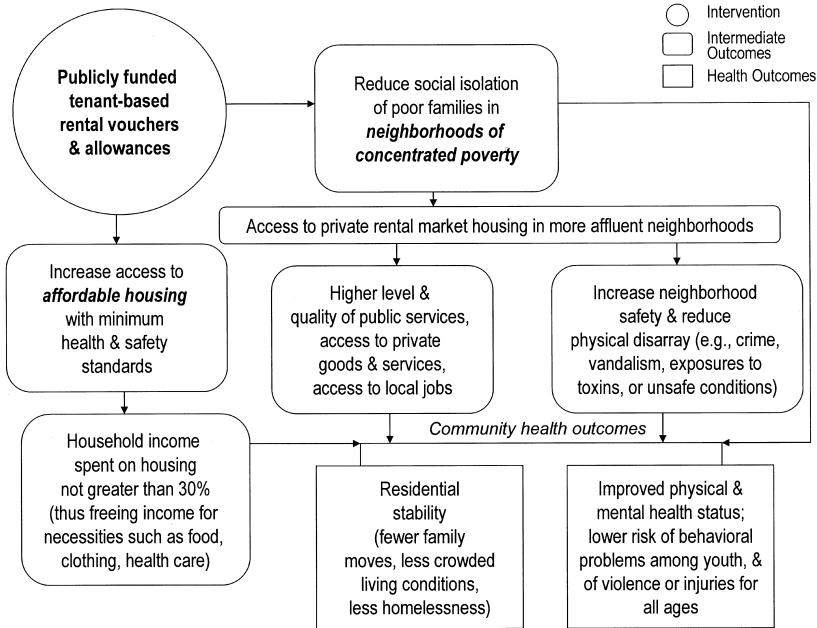 Intervention
Intermediate
Outcomes
Health Outcomes
Publicly funded
tenant-based
rental vouchers
& allowances
Reduce social isolation
of poor families in
neighborhoods of
concentrated poverty
Access to private rental market housing in more affluent neighborhoods
Increase access to
affordable housing
with minimum
health & safety
standards
Higher level &
quality of public services,
access to private
goods & services,
access to local jobs
Increase neighborhood
safety & reduce
physical disarray (e.g., crime,
vandalism, exposures to
toxins, or unsafe conditions)
Household income
spent on housing
not greater than 30%
(thus freeing income for
necessities such as food,
clothing, health care)
Community health outcomes
Residential
stability
(fewer family
moves, less crowded
living conditions,
less homelessness)
Improved physical &
mental health status;
lower risk of behavioral
problems among youth, &
of violence or injuries for
all ages